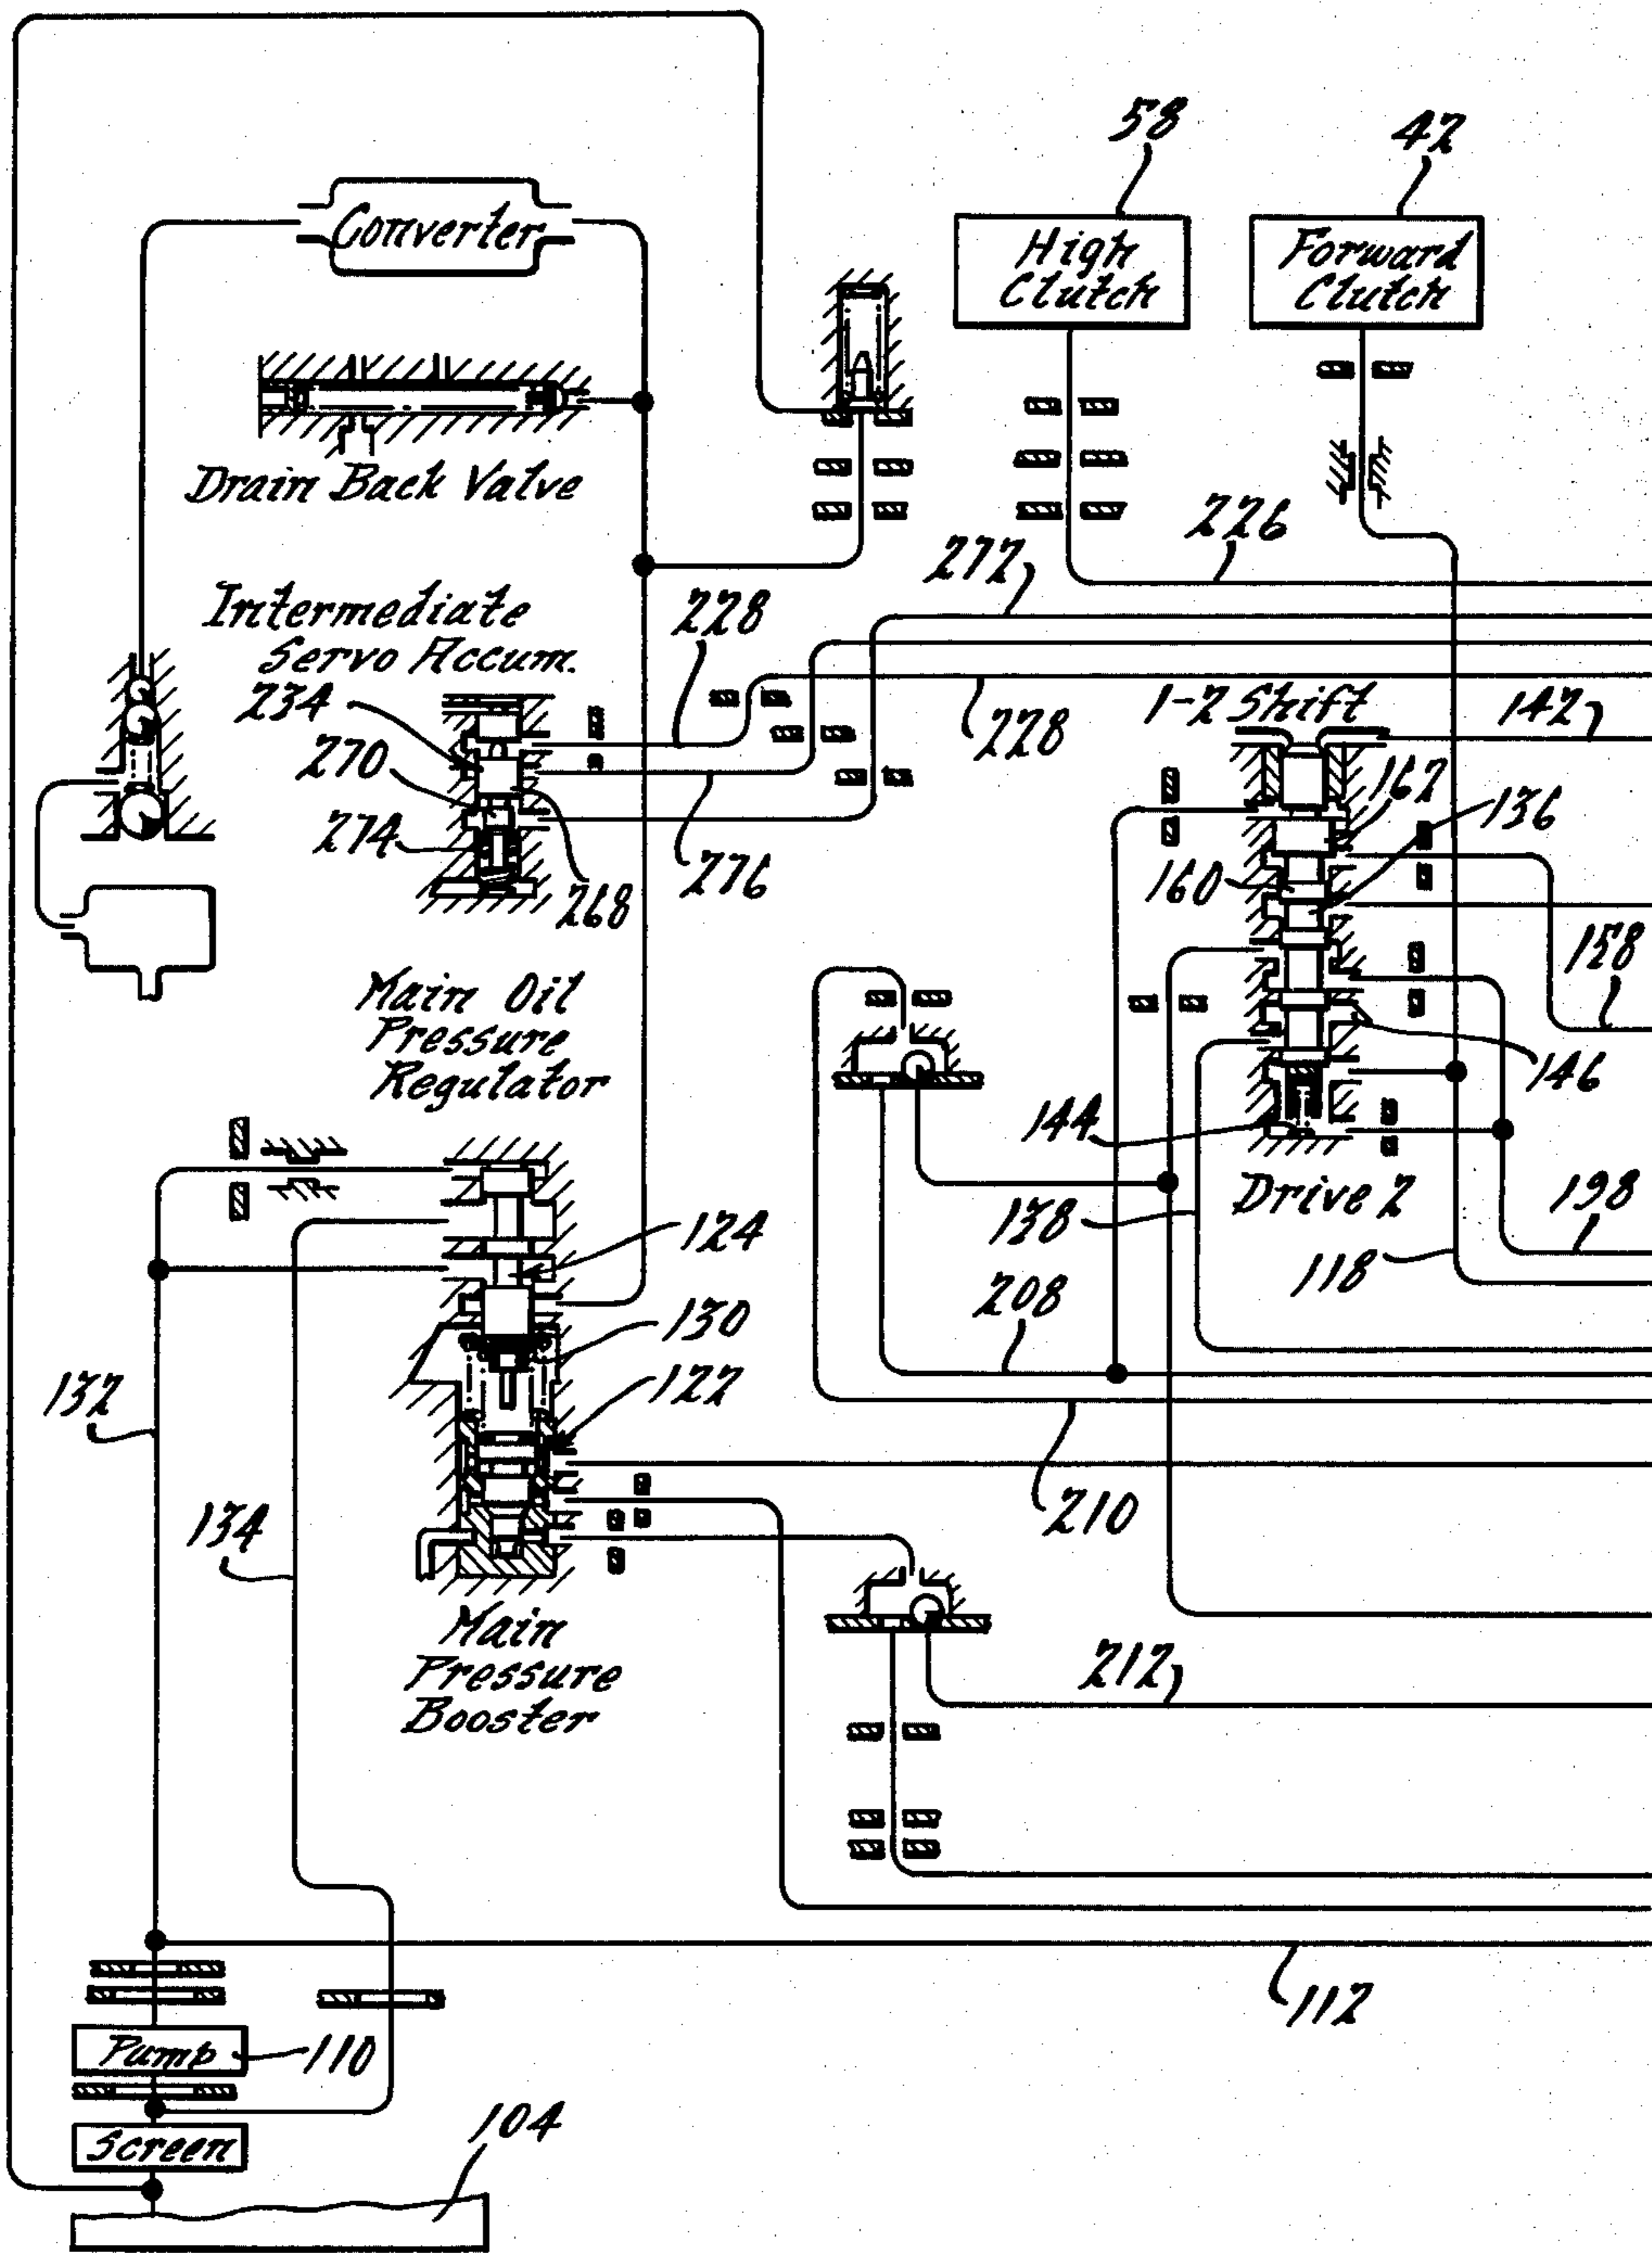 58
42
Converter
High
Clutch
Forward
Clutch
Drain Back Valve
226
272
Intermediate
Servo Accum.
228
234
228
1-2 Shift
142
270
162
136
274
268
276
160
158
Main Oil
Pressure
Regulator
146
144
138
Drive 2
198
124
118
208
130
122
132
210
134
Main
Pressure
Booster
212
112
Pump
110
Screen
104